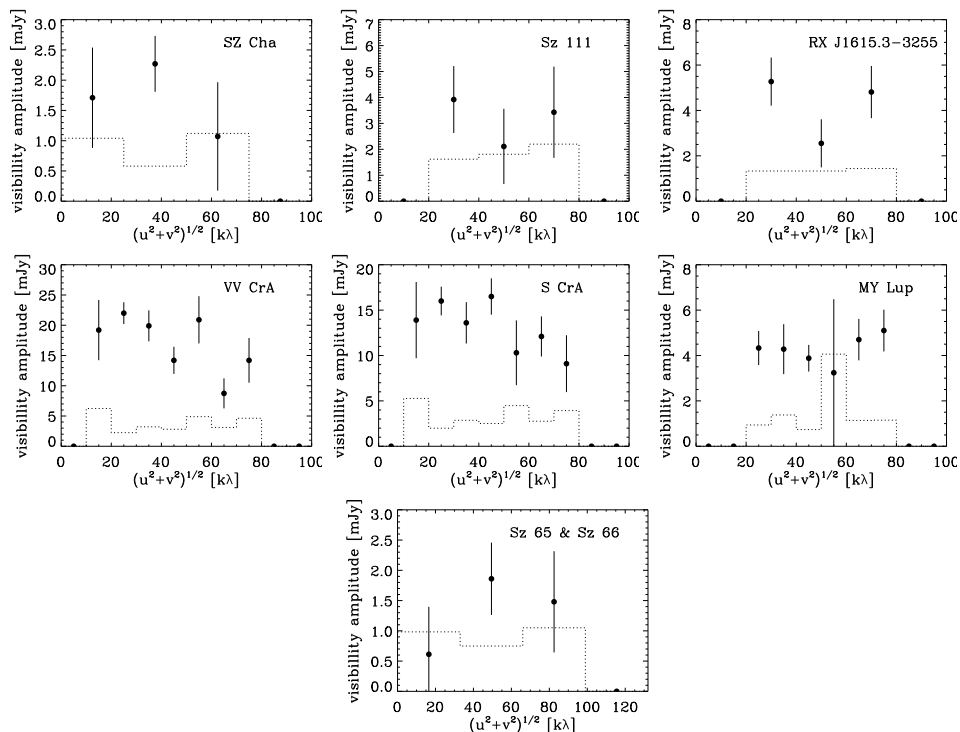 visibillity amplitude [mJy]
3.0
2.5
2.0
1.5
1.0
0.5
0.0
SZ Cha
0 20 40 60 80 100
(u²+v²)¹/² [kλ]
visibillity amplitude [mJy]
7
6
5
4
3
2
1
0
Sz 111
0 20 40 60 80 100
(u²+v²)¹/² [kλ]
visibillity amplitude [mJy]
8
6
4
2
0
RX J1615.3−3255
0 20 40 60 80 100
(u²+v²)¹/² [kλ]
visibillity amplitude [mJy]
30
25
20
15
10
5
0
VV CrA
0 20 40 60 80 100
(u²+v²)¹/² [kλ]
visibillity amplitude [mJy]
20
15
10
5
0
S CrA
0 20 40 60 80 100
(u²+v²)¹/² [kλ]
visibillity amplitude [mJy]
8
6
4
2
0
MY Lup
0 20 40 60 80 100
(u²+v²)¹/² [kλ]
visibillity amplitude [mJy]
3.0
2.5
2.0
1.5
1.0
0.5
0.0
Sz 65 & Sz 66
0 20 40 60 80 100 120
(u²+v²)¹/² [kλ]